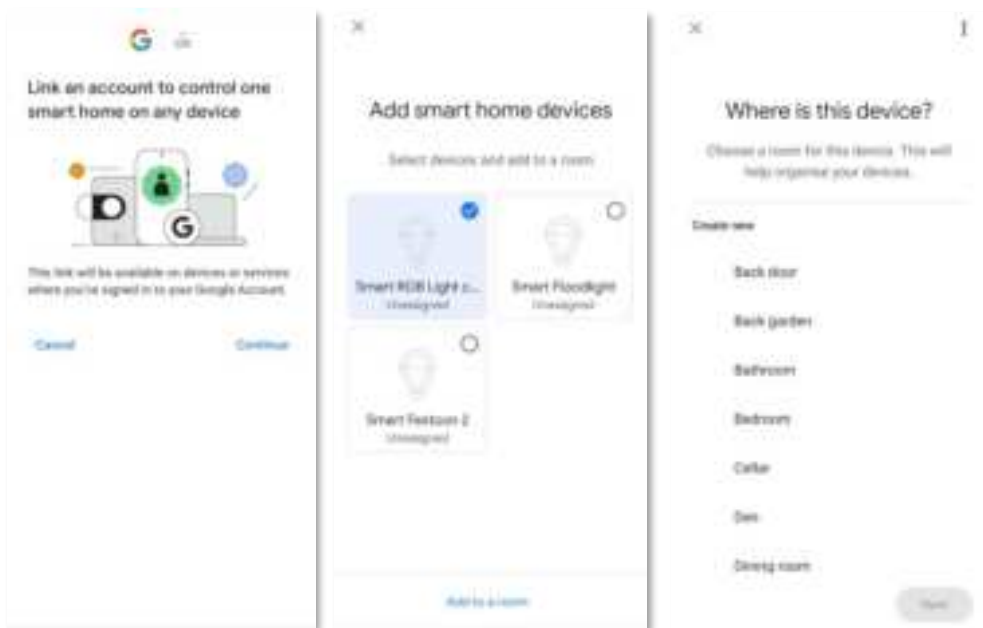 Link an account to control one
smart home on any device
This link will be available on devices or services
where you're signed in to your Google Account.
Cancel
Continue
Add smart home devices
Select devices and add to a room
Smart RGB Light c...
Unassigned
Smart Floodlight
Unassigned
Smart Festoon 2
Unassigned
Add to a room
Where is this device?
Choose a room for this device. This will
help organise your devices.
Create new
Back door
Back garden
Bathroom
Bedroom
Cellar
Den
Dining room
Next